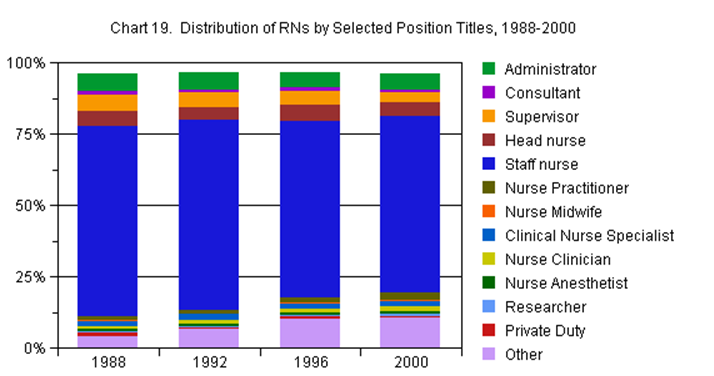 Chart 19. Distribution of RNs by Selected Position Titles, 1988-2000
100%
75%
50%
25%
0%
1988
1992
1996
2000
Administrator
Consultant
Supervisor
Head nurse
Staff nurse
Nurse Practitioner
Nurse Midwife
Clinical Nurse Specialist
Nurse Clinician
Nurse Anesthetist
Researcher
Private Duty
Other